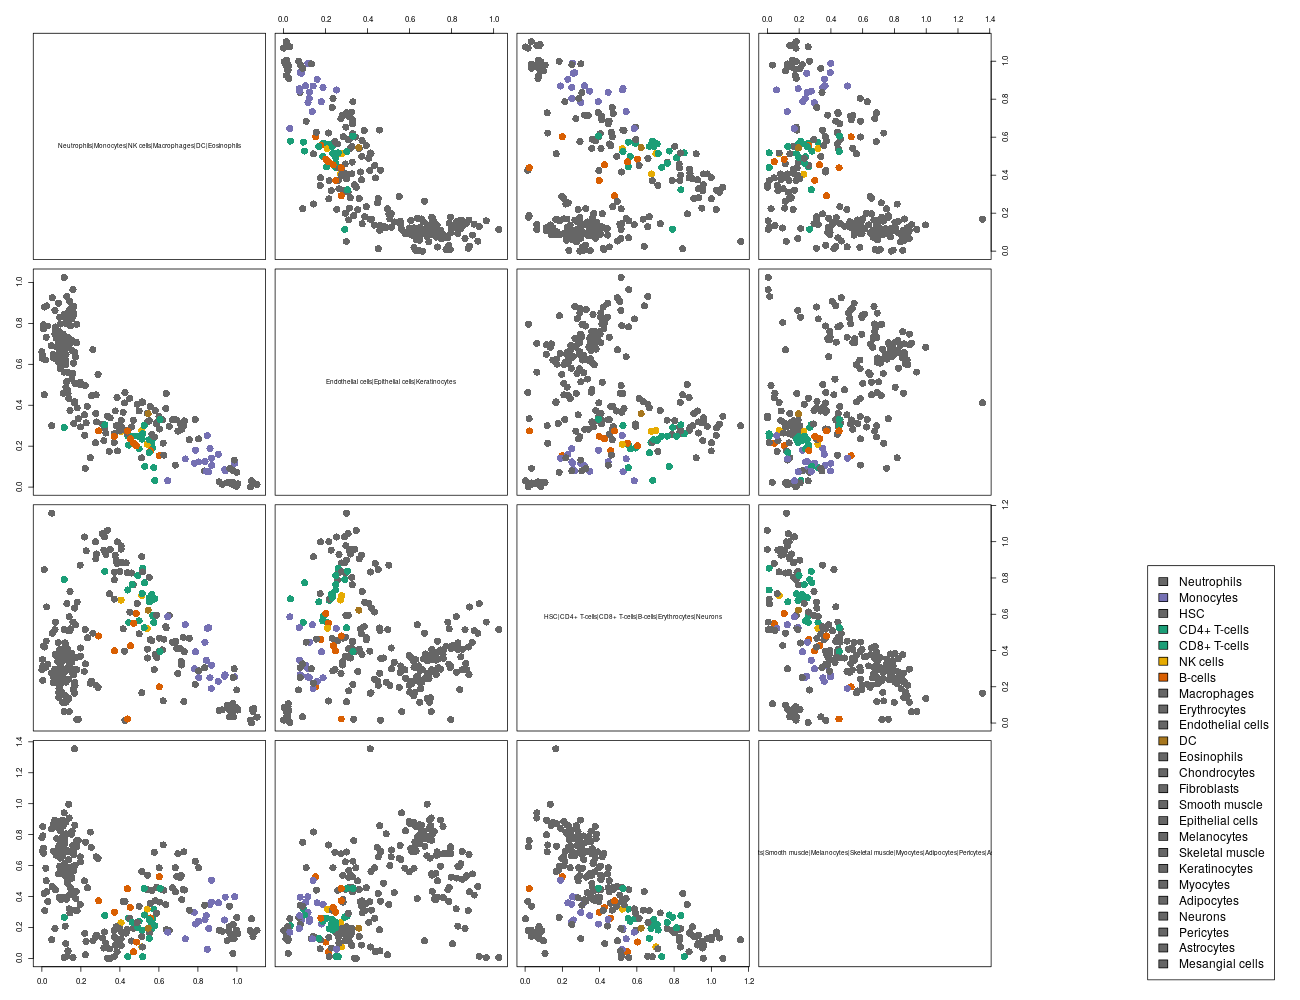 0.0 0.2 0.4 0.6 0.8 1.0
0.0 0.2 0.4 0.6 0.8 1.0 1.2 1.4
Neutrophils|Monocytes|NK cells|Macrophages|DC|Eosinophils
0.0 0.2 0.4 0.6 0.8 1.0
0.0 0.2 0.4 0.6 0.8 1.0
Endothelial cells|Epithelial cells|Keratinocytes
HSC|CD4+ T-cells|CD8+ T-cells|B-cells|Erythrocytes|Neurons
0.0 0.2 0.4 0.6 0.8 1.0 1.2
0.0 0.2 0.4 0.6 0.8 1.0 1.2 1.4
ts|Smooth muscle|Melanocytes|Skeletal muscle|Myocytes|Adipocytes|Pericytes|A
0.0 0.2 0.4 0.6 0.8 1.0
0.0 0.2 0.4 0.6 0.8 1.0 1.2
Neutrophils
Monocytes
HSC
CD4+ T-cells
CD8+ T-cells
NK cells
B-cells
Macrophages
Erythrocytes
Endothelial cells
DC
Eosinophils
Chondrocytes
Fibroblasts
Smooth muscle
Epithelial cells
Melanocytes
Skeletal muscle
Keratinocytes
Myocytes
Adipocytes
Neurons
Pericytes
Astrocytes
Mesangial cells